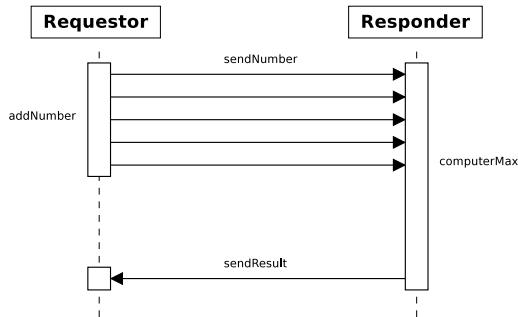 Requestor
Responder
sendNumber
addNumber
computerMax
sendResult